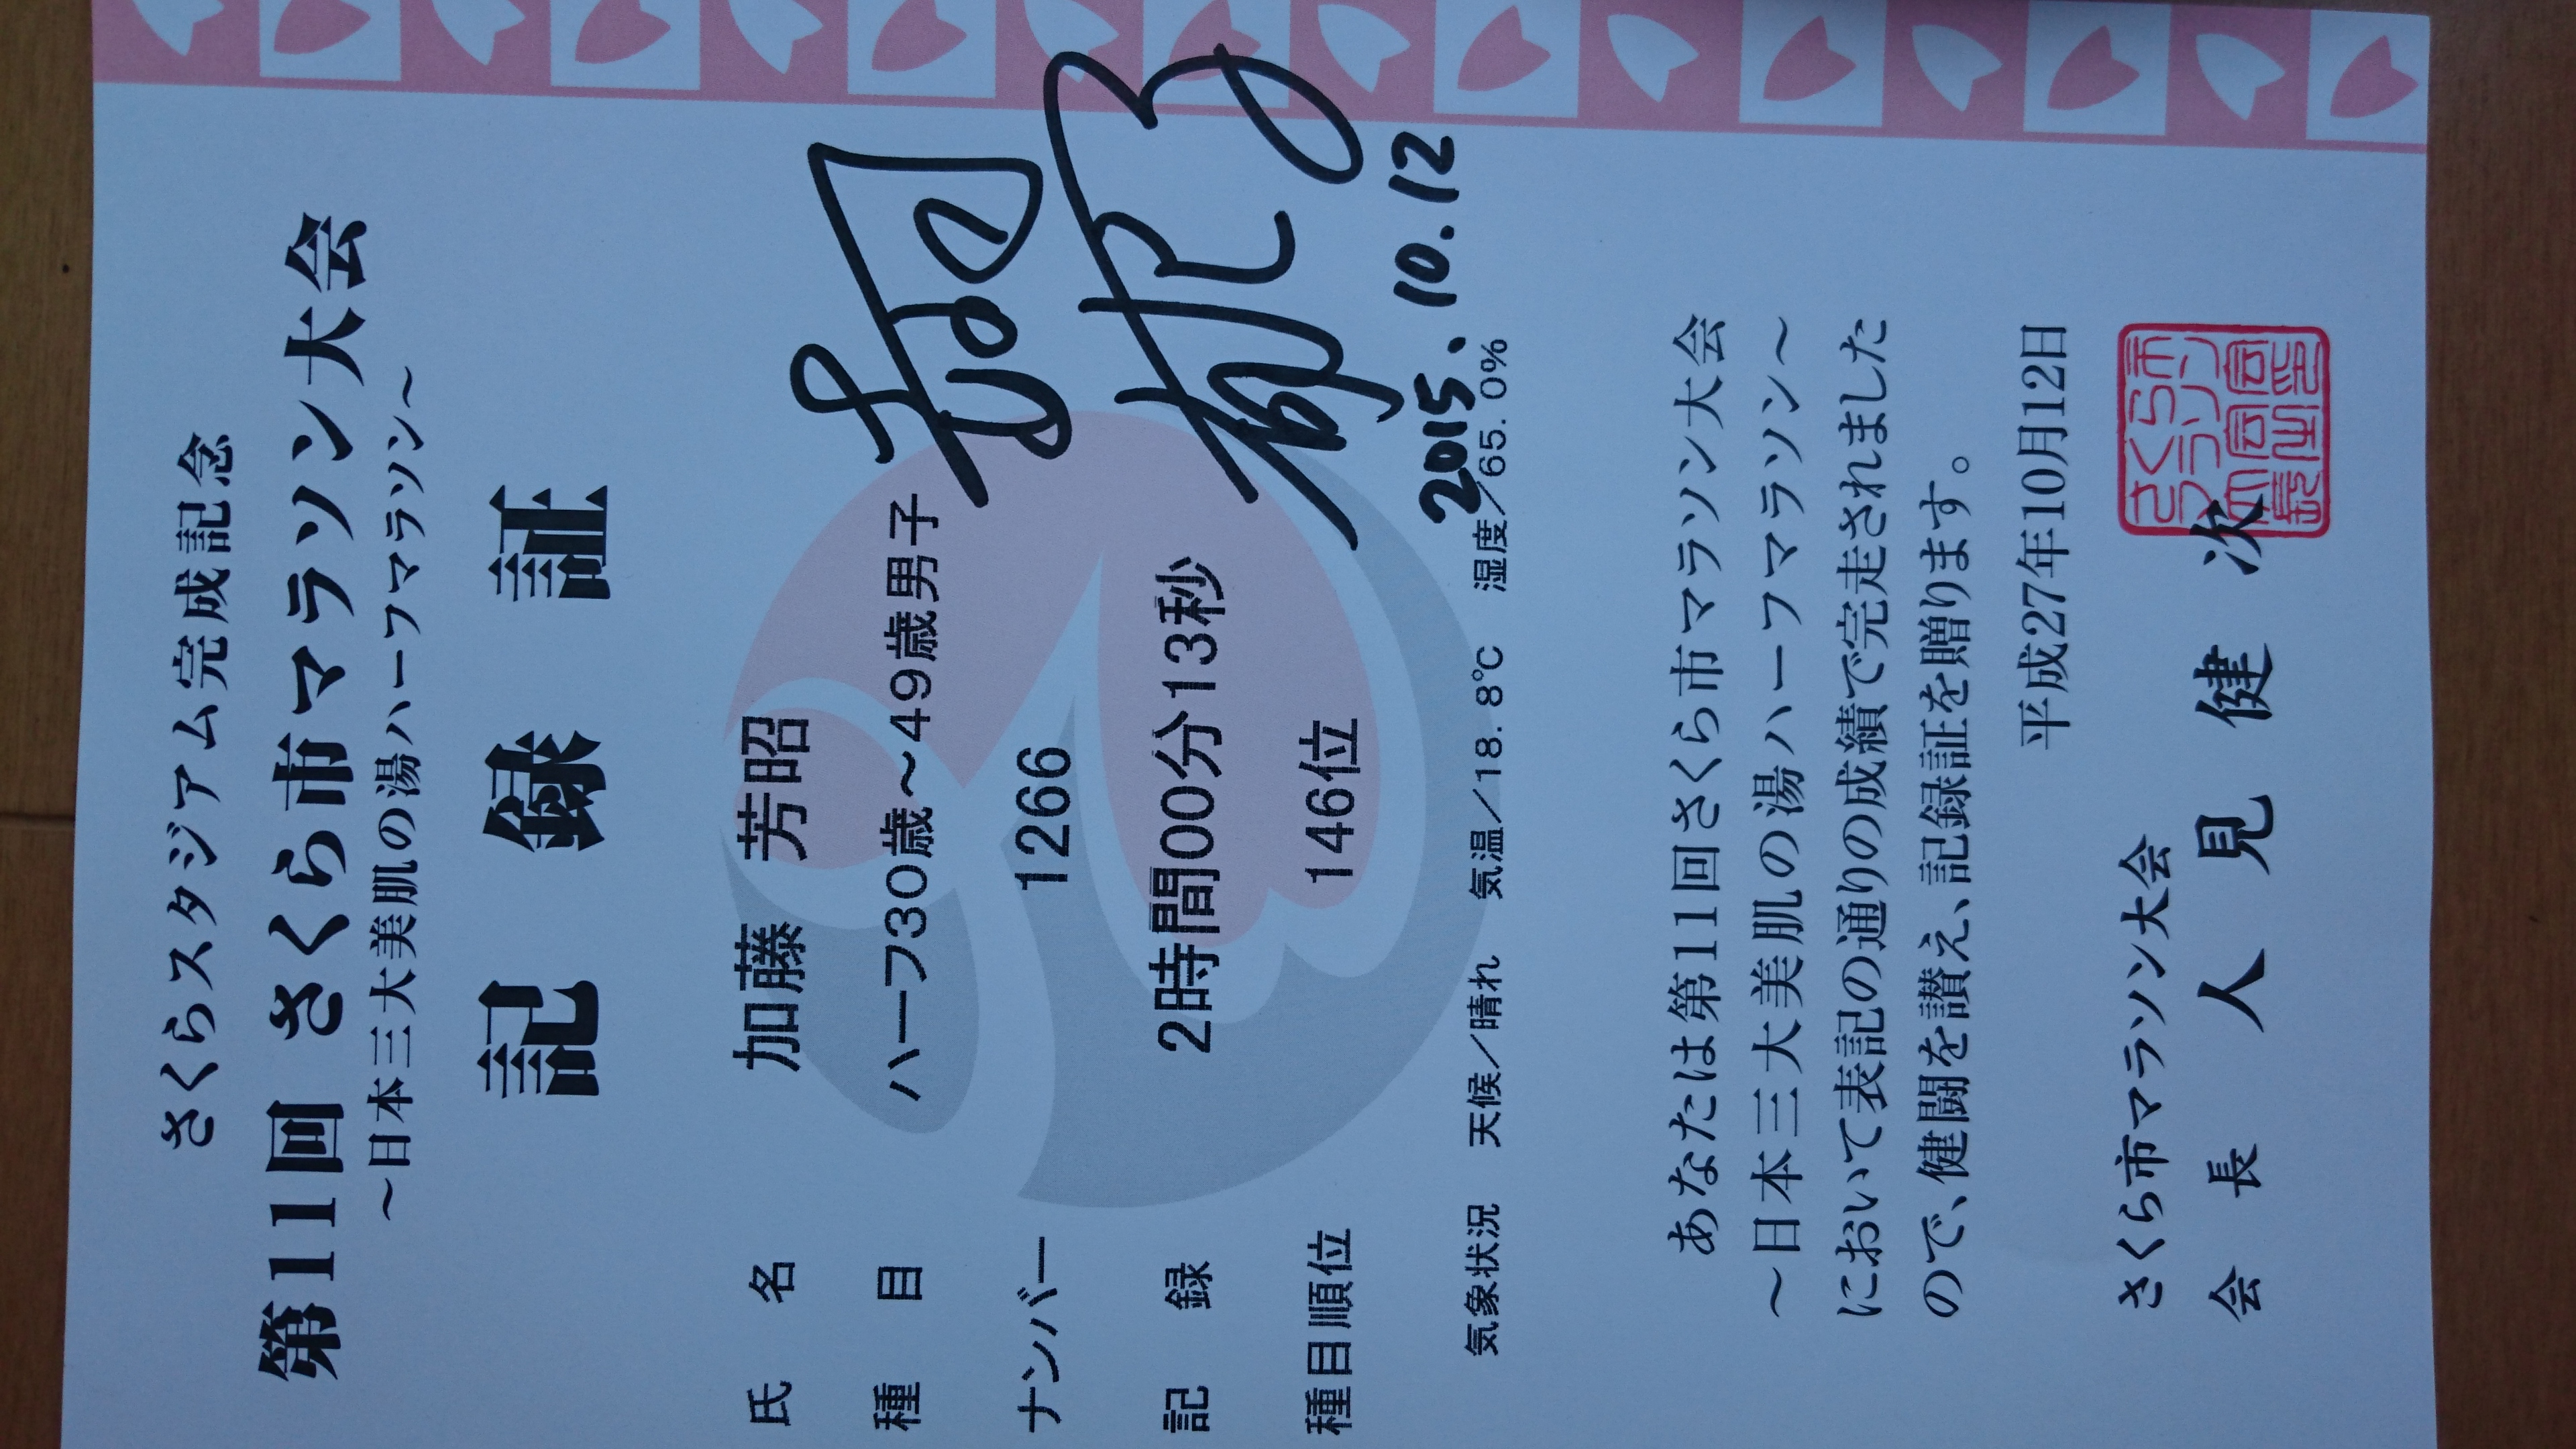 さくらスタジアム完成記念
第11回 さくら市マラソン大会
～日本三大美肌の湯ハーフマラソン～
記 録 証
氏 名 加藤 芳昭
種 目 ハーフ30歳～49歳男子
ナンバー 1266
記 録 2時間00分13秒
種目順位 146位
2015. 10. 12
気象状況 天候／晴れ 気温／18. 8℃ 湿度／65. 0%
あなたは第11回さくら市マラソン大会
～日本三大美肌の湯ハーフマラソン～
において表記の通りの成績で完走されました
ので、健闘を讃え、記録証を贈ります。
平成27年10月12日
さくら市マラソン大会
会 長 人 見 健 次